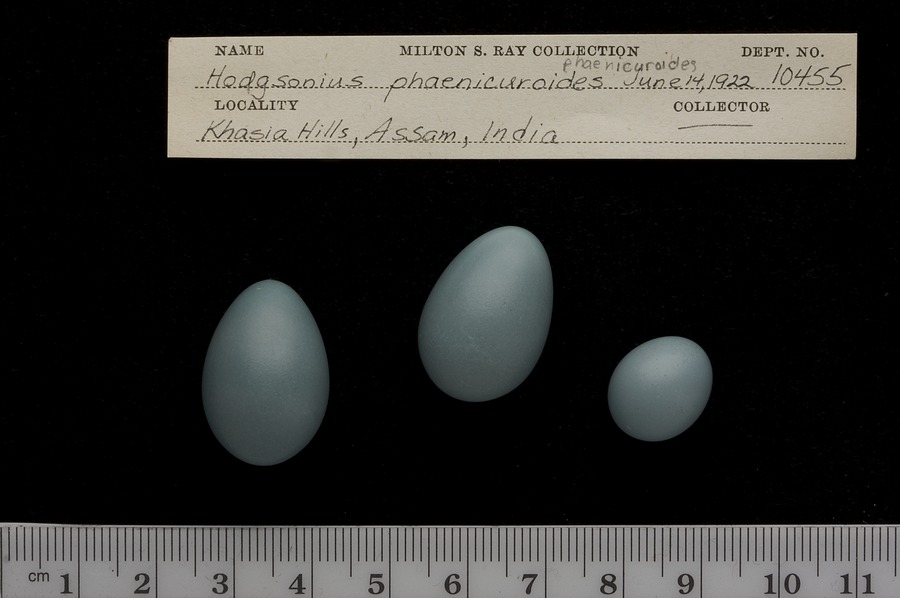 NAME MILTON S. RAY COLLECTION DEPT. NO.
phaenicuroides
Hodgsonius phaenicuroides June 14, 1922 10455
LOCALITY COLLECTOR
Khasia Hills, Assam, India
cm 1 2 3 4 5 6 7 8 9 10 11